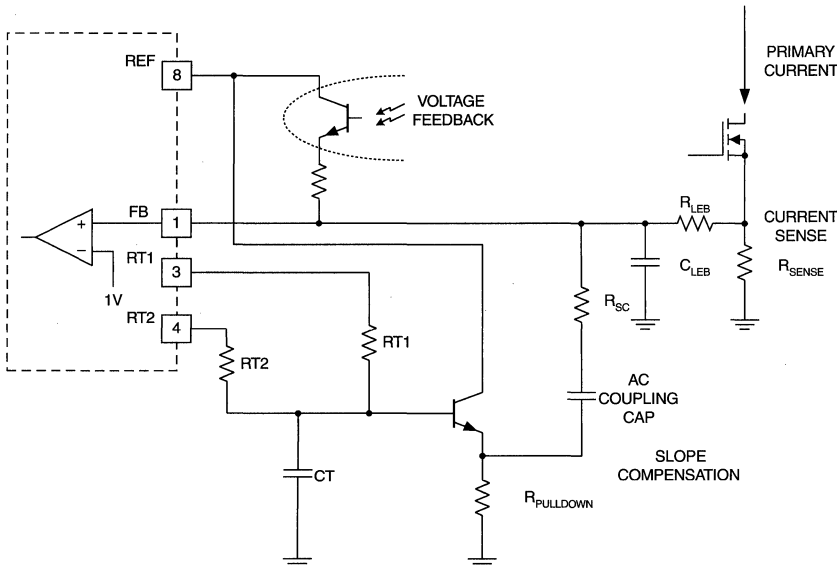 REF
8
VOLTAGE
FEEDBACK
PRIMARY
CURRENT
FB
1
+
−
1V
RT1
3
RT2
4
RT2
RT1
CT
R_LEB
C_LEB
CURRENT
SENSE
R_SENSE
R_SC
AC
COUPLING
CAP
SLOPE
COMPENSATION
R_PULLDOWN